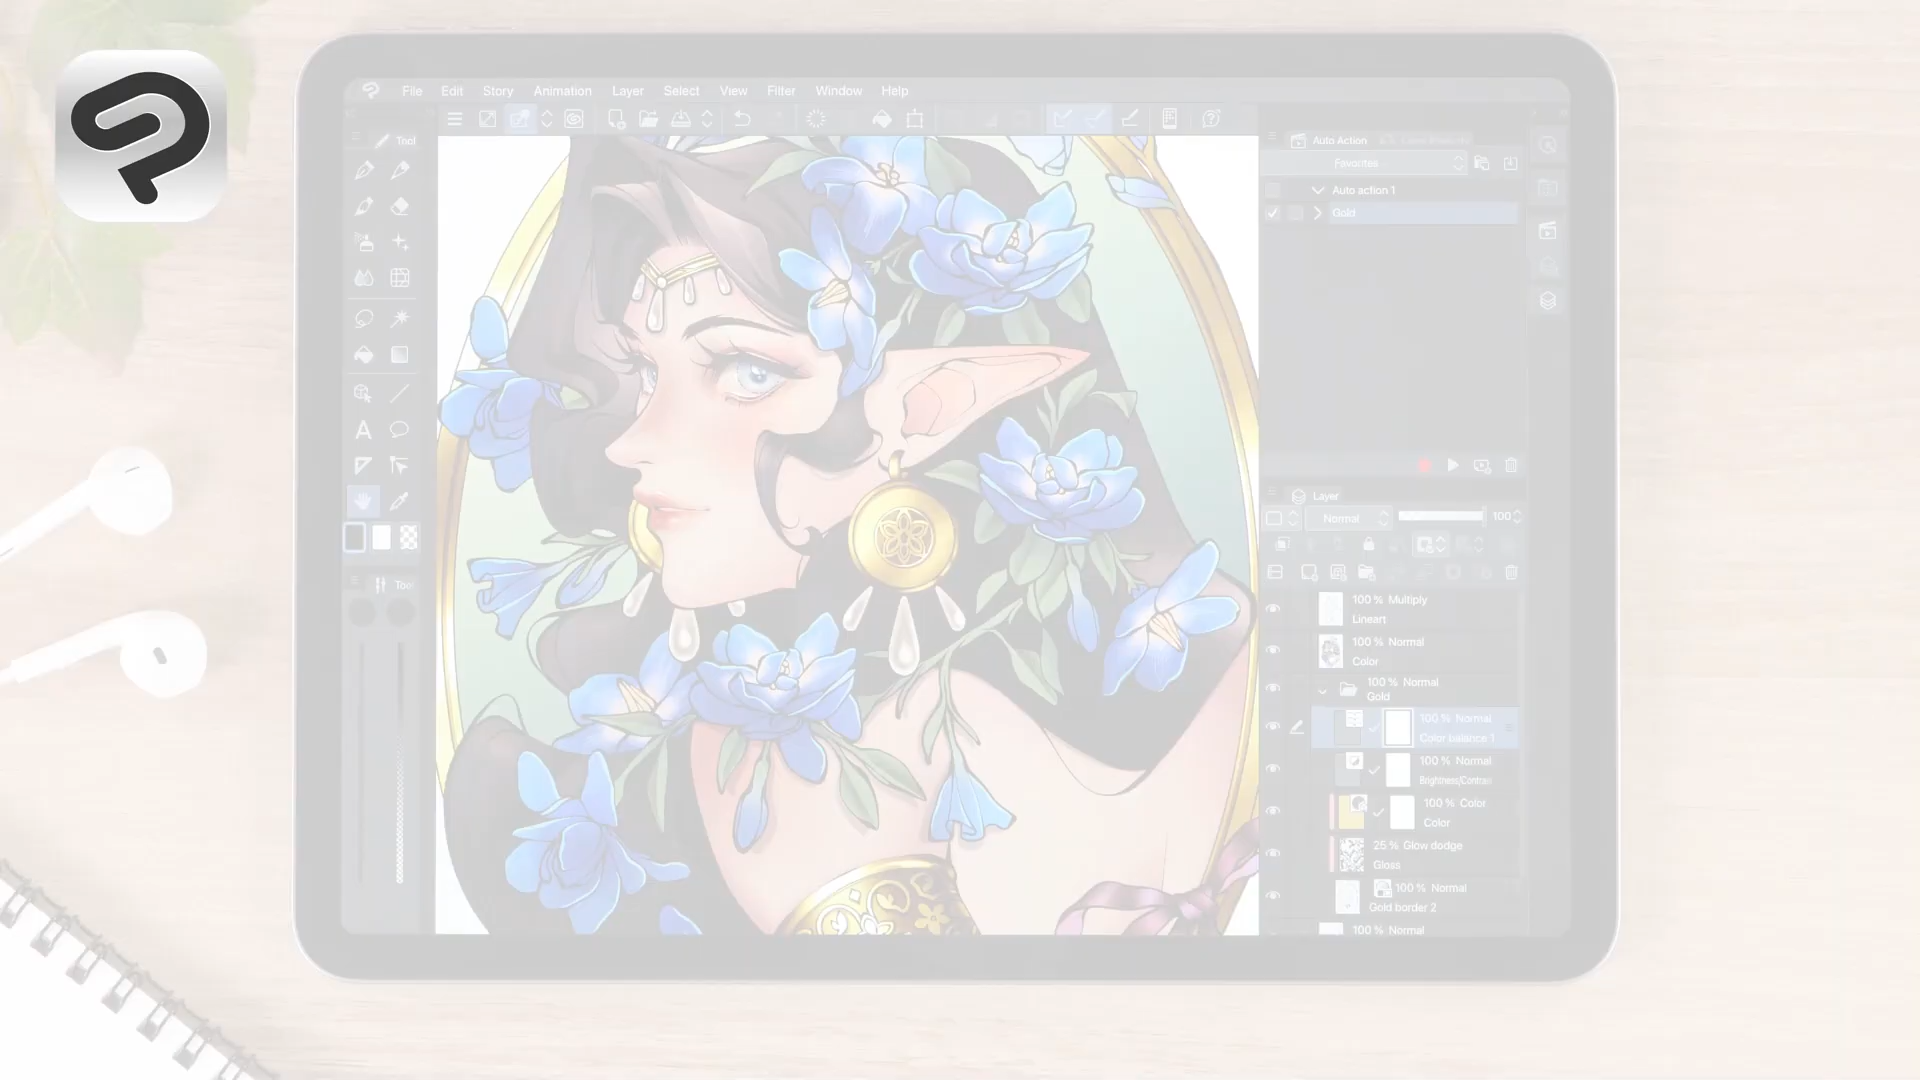 File Edit Story Animation Layer Select View Filter Window Help
Tool
Auto Action
Favorites
Auto action 1
Gold
Layer
Normal 100
100 % Multiply
Lineart
100 % Normal
Color
100 % Normal
Gold
100 % Normal
Color balance 1
100 % Normal
Brightness/Contras
100 % Color
Color
25 % Glow dodge
Gloss
100 % Normal
Gold border 2
100 % Normal
A
Too